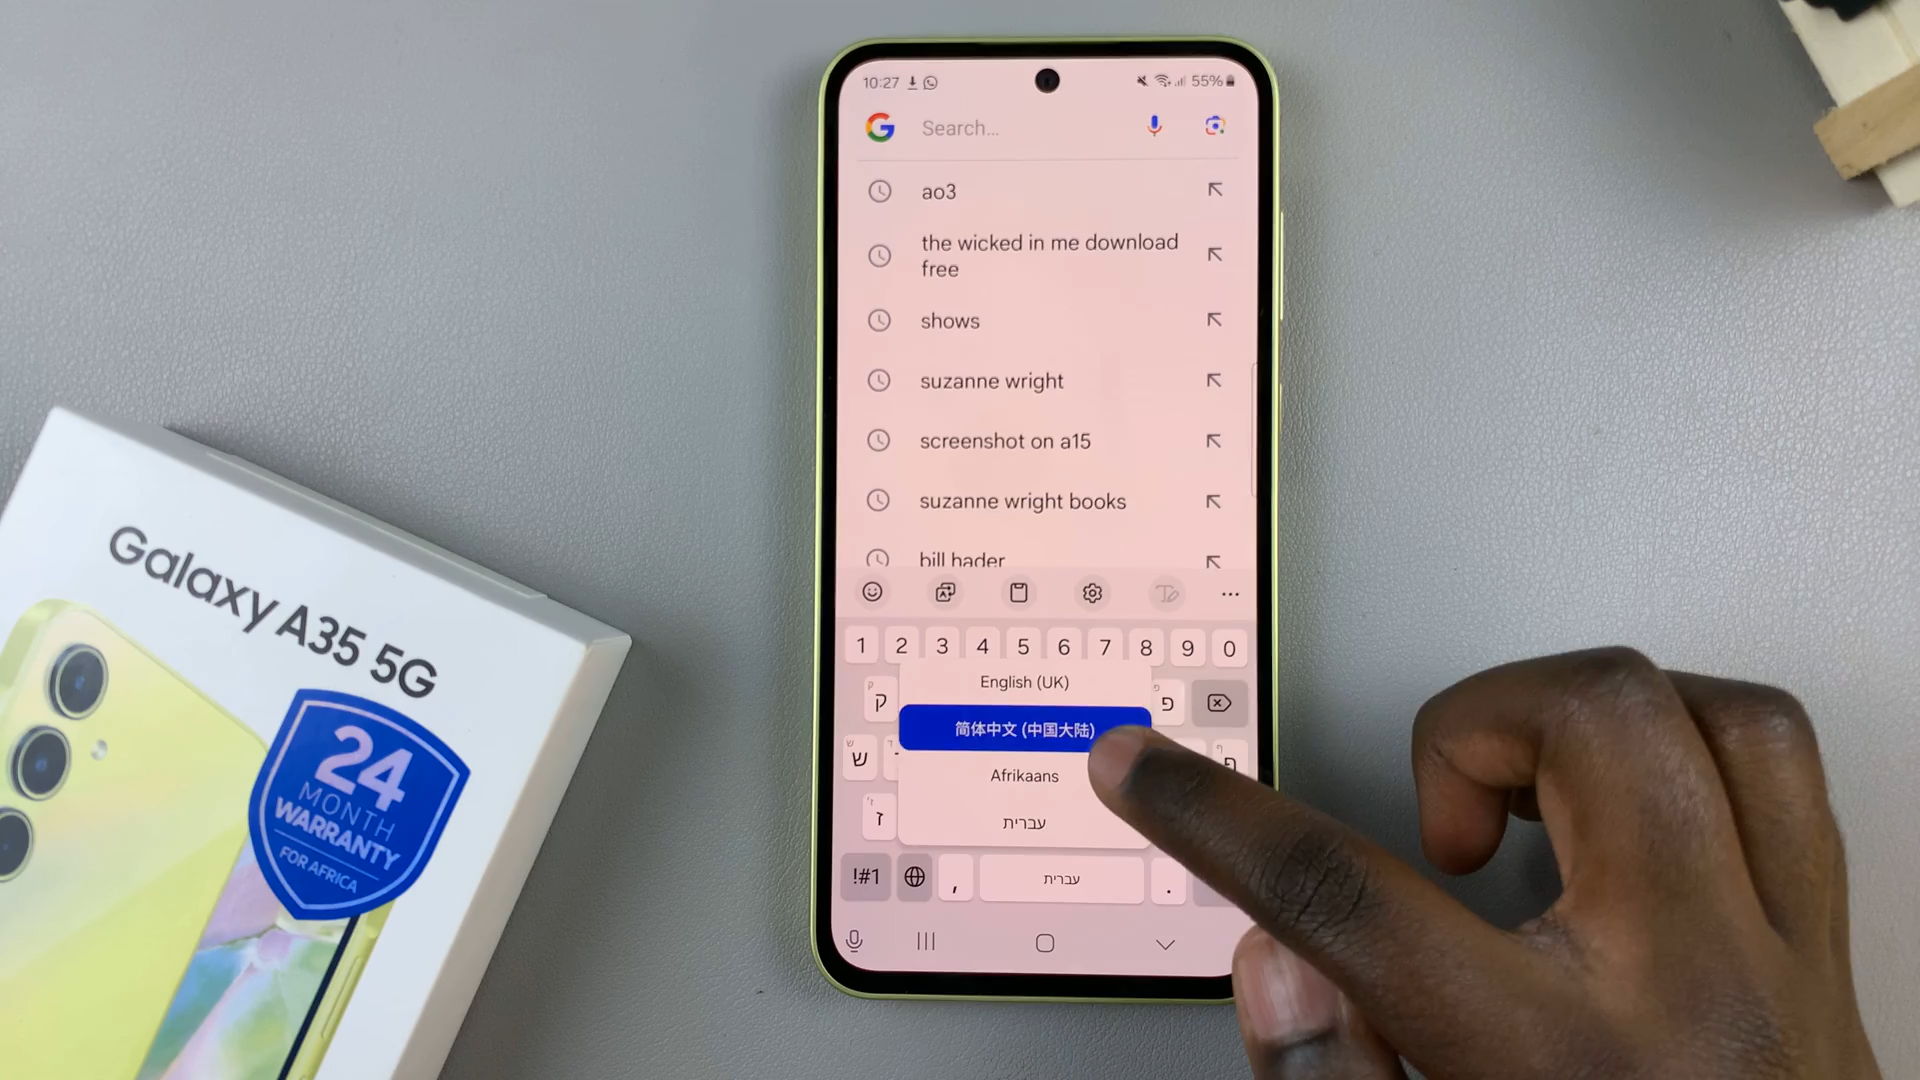 10:27
55%
Search...
ao3
the wicked in me download
free
shows
suzanne wright
screenshot on a15
suzanne wright books
bill hader
1 2 3 4 5 6 7 8 9 0
English (UK)
ק
פ
简体中文 (中国大陆)
ש
ף
Afrikaans
ז
עברית
!#1
,
עברית
.
Galaxy A35 5G
24
MONTH
WARRANTY
FOR AFRICA